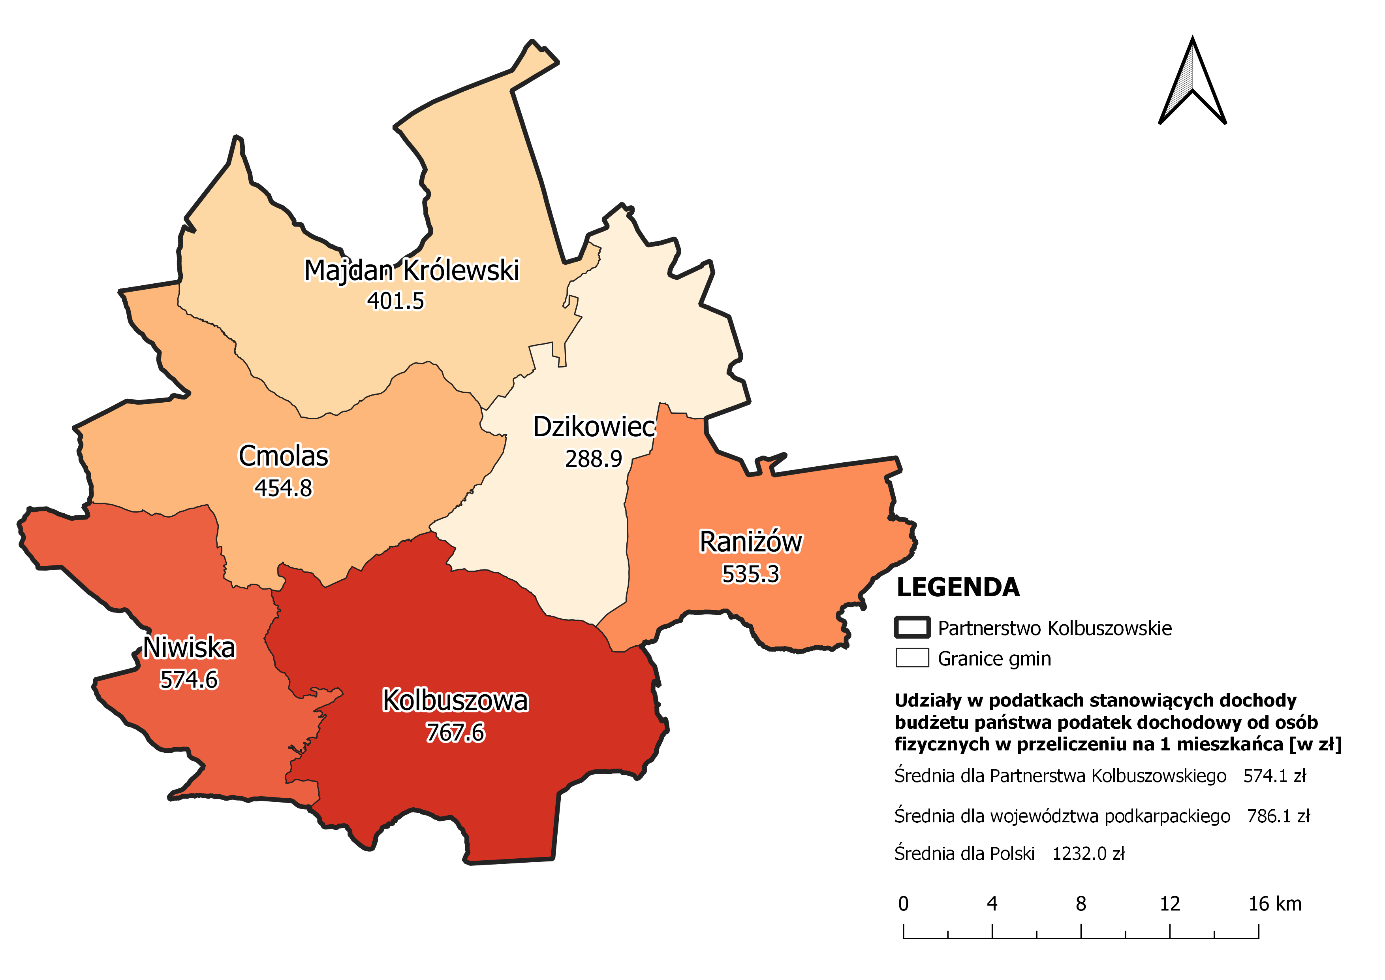 Majdan Królewski
401.5
Dzikowiec
288.9
Cmolas
454.8
Raniżów
535.3
Niwiska
574.6
Kolbuszowa
767.6
LEGENDA
Partnerstwo Kolbuszowskie
Granice gmin
Udziały w podatkach stanowiących dochody
budżetu państwa podatek dochodowy od osób
fizycznych w przeliczeniu na 1 mieszkańca [w zł]
Średnia dla Partnerstwa Kolbuszowskiego 574.1 zł
Średnia dla województwa podkarpackiego 786.1 zł
Średnia dla Polski 1232.0 zł
0 4 8 12 16 km